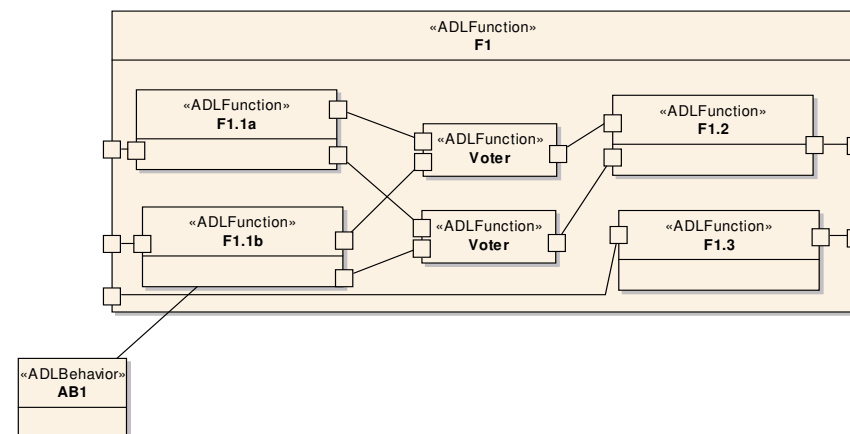 «ADLFunction»
F1
«ADLFunction»
F1.1a
«ADLFunction»
Voter
«ADLFunction»
F1.2
«ADLFunction»
F1.1b
«ADLFunction»
Voter
«ADLFunction»
F1.3
«ADLBehavior»
AB1